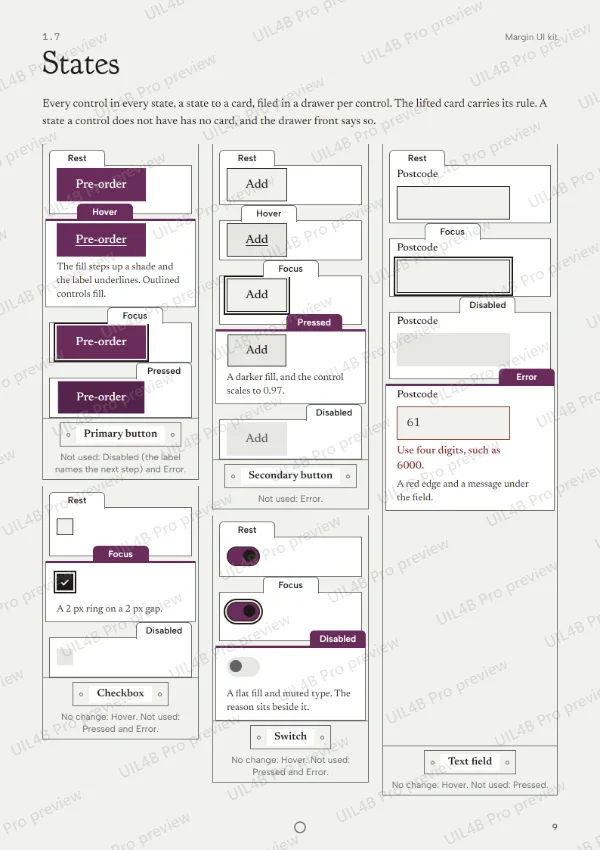 1.7
Margin UI kit
States
Every control in every state, a state to a card, filed in a drawer per control. The lifted card carries its rule. A
state a control does not have has no card, and the drawer front says so.
Rest
Pre-order
Hover
Pre-order
The fill steps up a shade and
the label underlines. Outlined
controls fill.
Focus
Pre-order
Pressed
Pre-order
Primary button
Not used: Disabled (the label
names the next step) and Error.
Rest
Focus
A 2 px ring on a 2 px gap.
Disabled
Checkbox
No change: Hover. Not used:
Pressed and Error.
Rest
Add
Hover
Add
Focus
Add
Pressed
Add
A darker fill, and the control
scales to 0.97.
Disabled
Add
Secondary button
Not used: Error.
Rest
Focus
Disabled
A flat fill and muted type. The
reason sits beside it.
Switch
No change: Hover. Not used:
Pressed and Error.
Rest
Postcode
Focus
Postcode
Disabled
Postcode
Error
Postcode
61
Use four digits, such as
6000.
A red edge and a message under
the field.
Text field
No change: Hover. Not used: Pressed.
9
UIL4B Pro preview